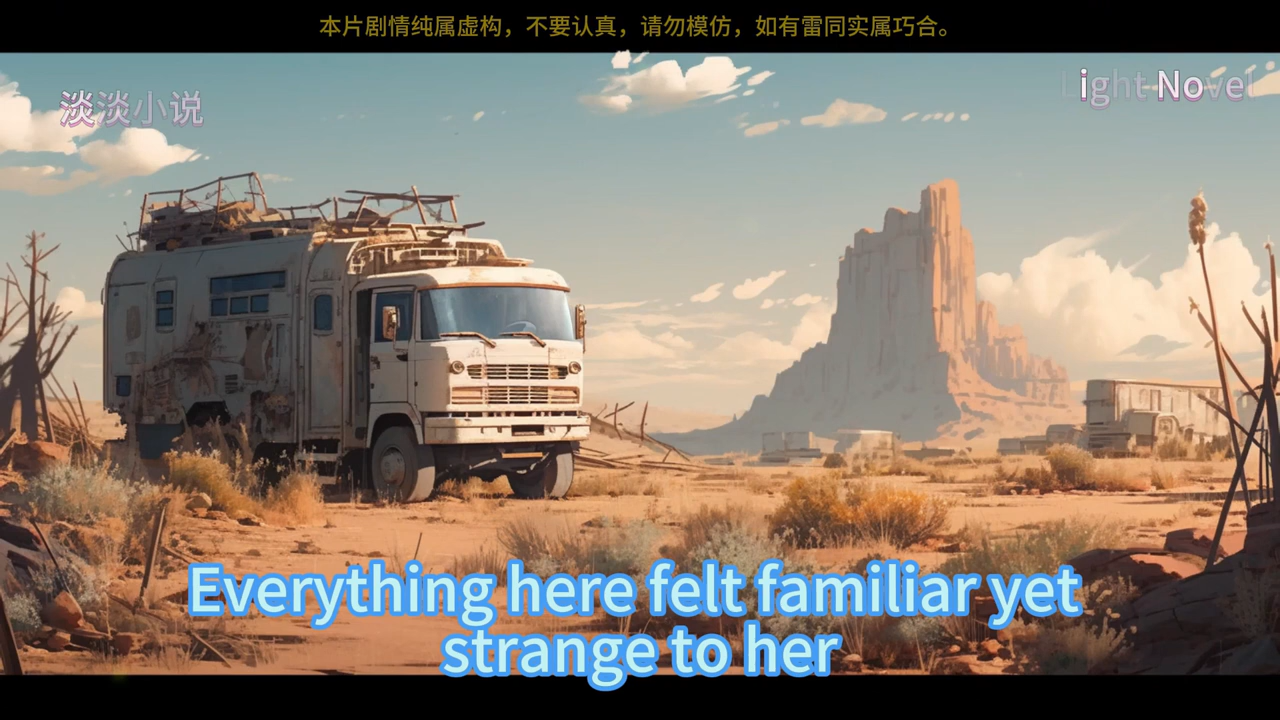 本片剧情纯属虚构，不要认真，请勿模仿，如有雷同实属巧合。
淡淡小说
Light Novel
Everything here felt familiar yet
strange to her